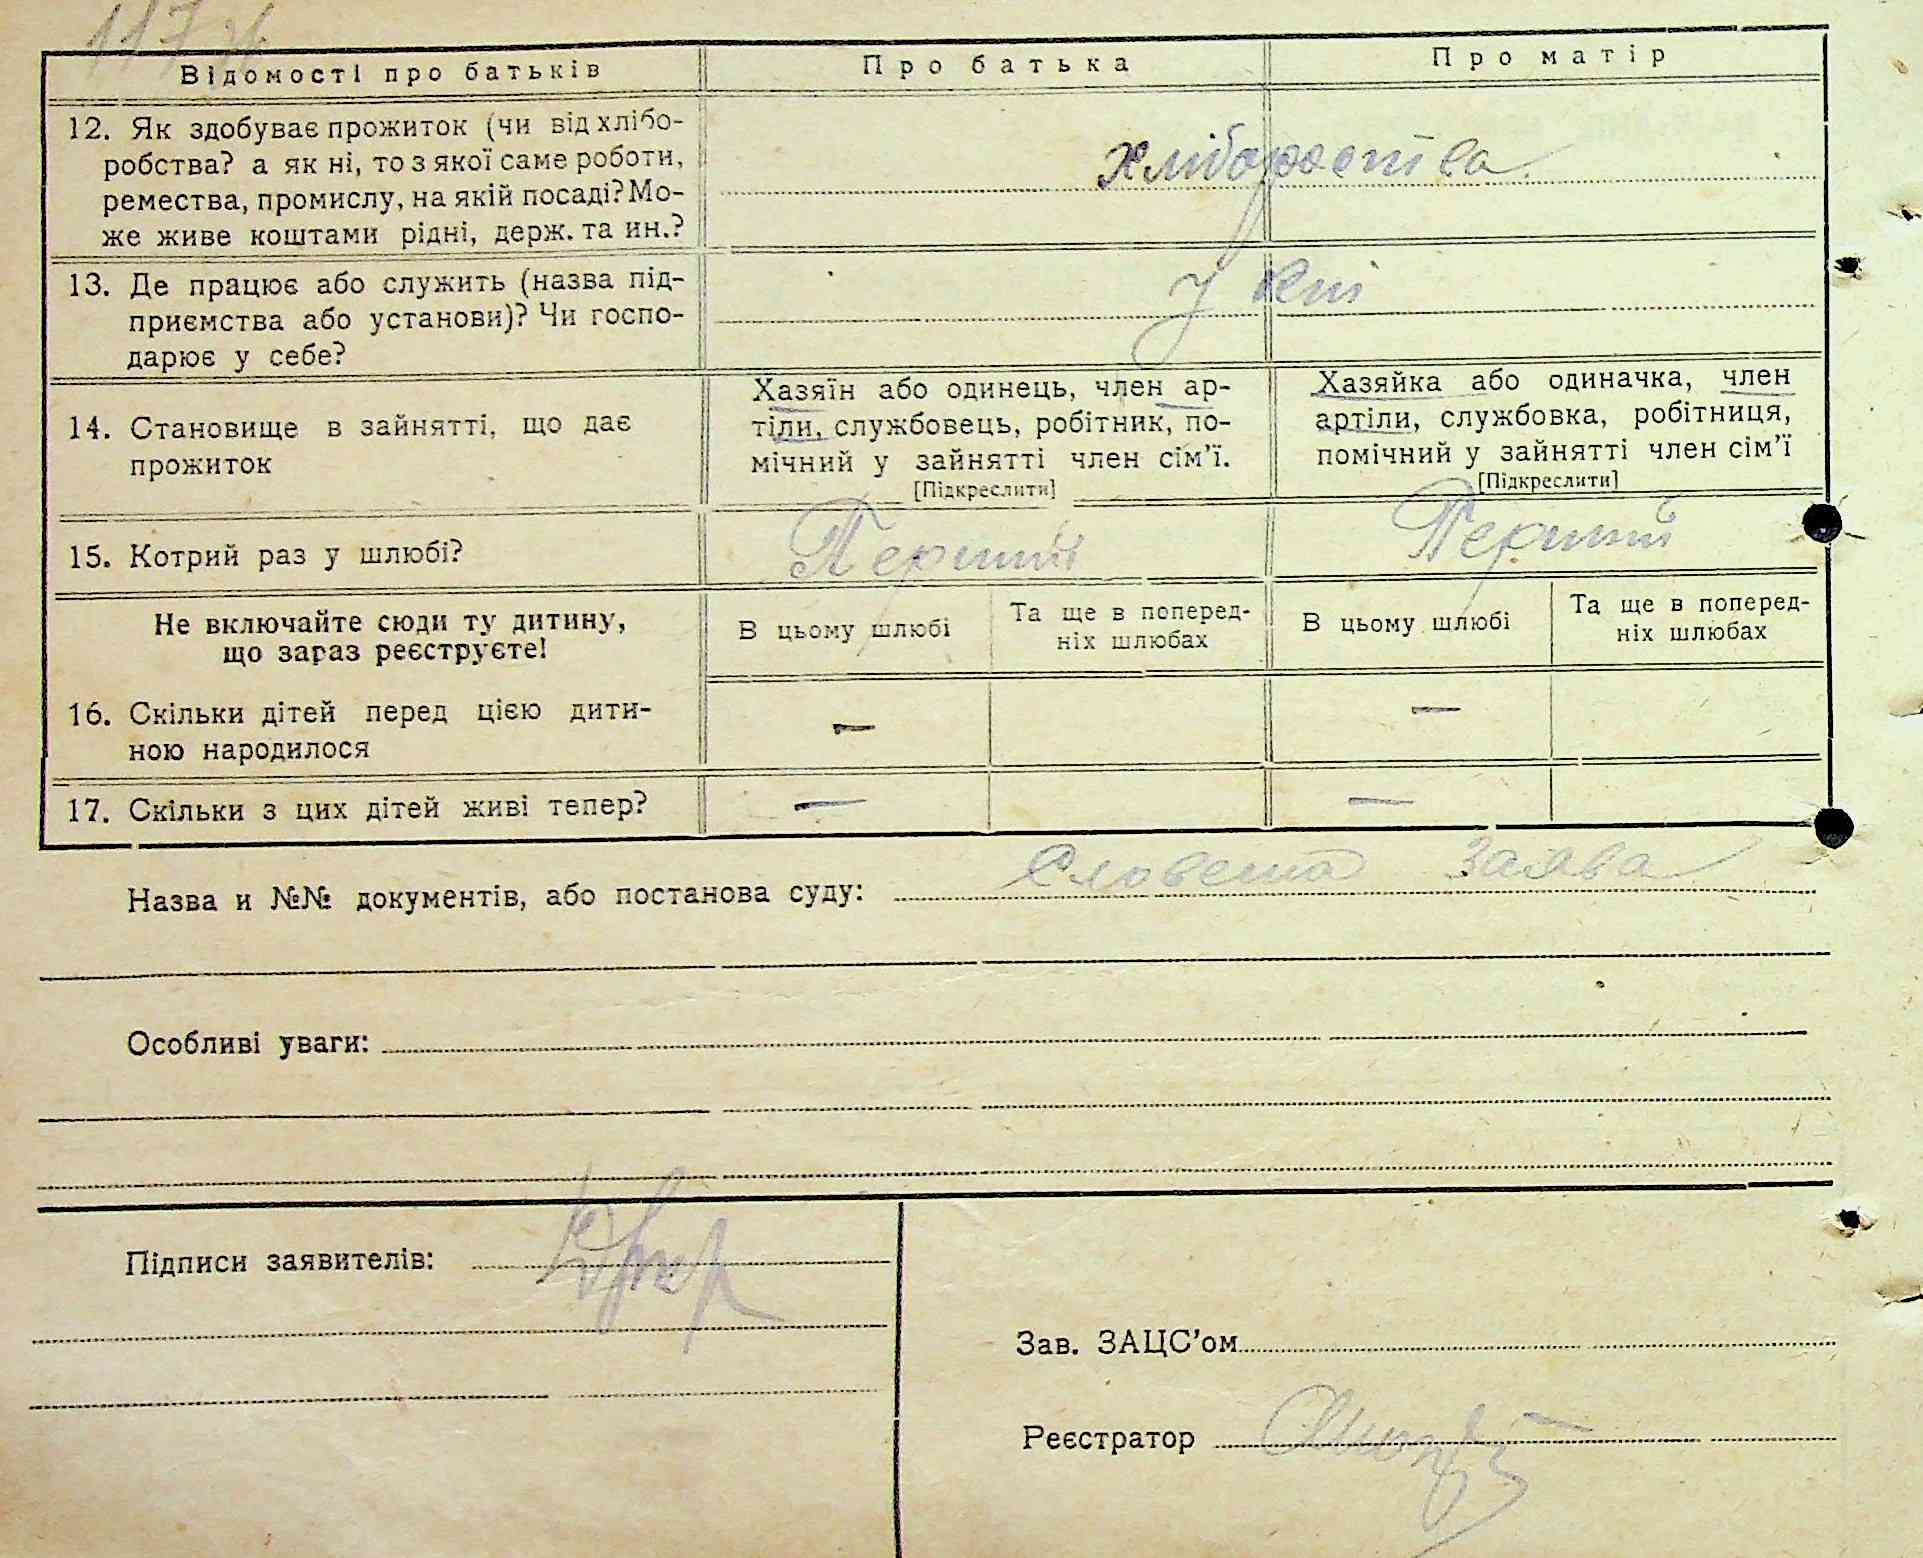 117
Відомості про батьків
Про батька
Про матір
12. Як здобуває прожиток (чи від хлібо-
робства? а як ні, то з якої саме роботи,
ремества, промислу, на якій посаді? Мо-
же живе коштами рідні, держ. та ин.?
хліборобства
13. Де працює або служить (назва під-
приємства або установи)? Чи госпо-
дарює у себе?
У
14. Становище в зайнятті, що дає
прожиток
Хазяїн або одинець, член ар-
тіли, службовець, робітник, по-
мічний у зайнятті член сім'ї.
[Підкреслити]
Хазяйка або одиначка, член
артіли, службовка, робітниця,
помічний у зайнятті член сім'ї
[Підкреслити]
15. Котрий раз у шлюбі?
Перший
Перший
Не включайте сюди ту дитину,
що зараз реєструєте!
В цьому шлюбі
Та ще в поперед-
ніх шлюбах
В цьому шлюбі
Та ще в поперед-
ніх шлюбах
16. Скільки дітей перед цією дити-
ною народилося
—
—
17. Скільки з цих дітей живі тепер?
—
—
Назва и №№ документів, або постанова суду: Словесна заява
Особливі уваги:
Підписи заявителів:
Зав. ЗАЦС'ом
Реєстратор